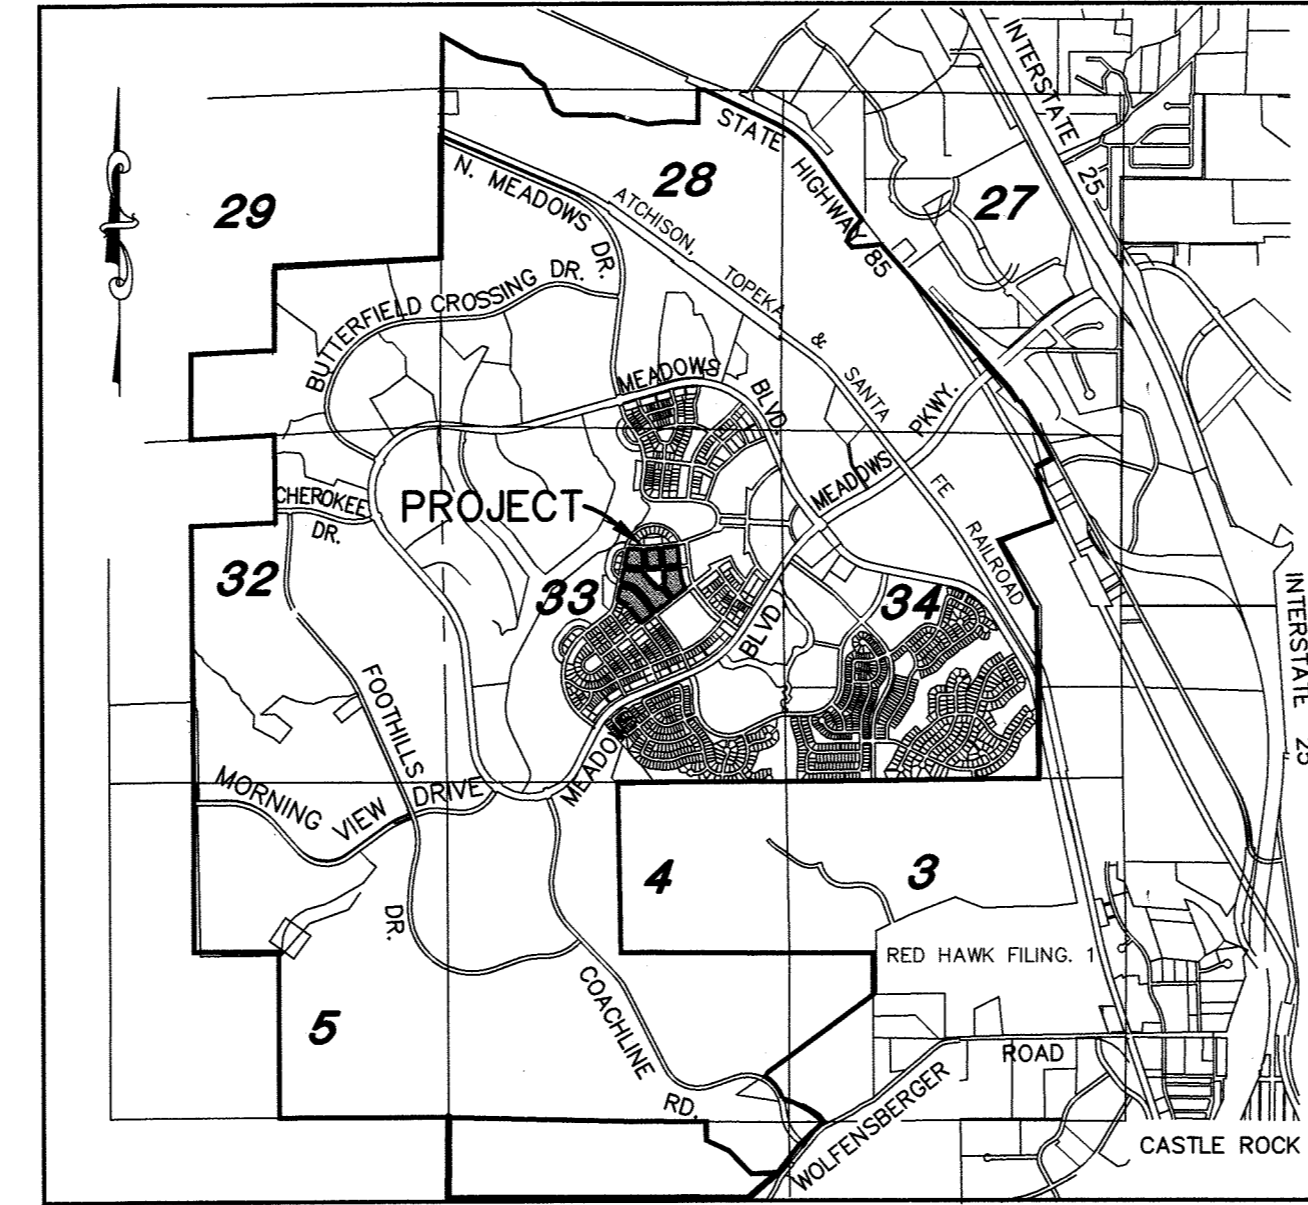 INTERSTATE 25
STATE HIGHWAY 85
28
27
29
N. MEADOWS DR.
ATCHISON, TOPEKA & SANTA FE RAILROAD
BUTTERFIELD CROSSING DR.
MEADOWS BLVD
MEADOWS PKWY.
CHEROKEE
DR.
PROJECT
32
33
34
MEADOWS BLVD
INTERSTATE 25
FOOTHILLS DR.
MORNING VIEW DRIVE
4
3
RED HAWK FILING. 1
5
COACHLINE RD.
WOLFENSBERGER ROAD
CASTLE ROCK